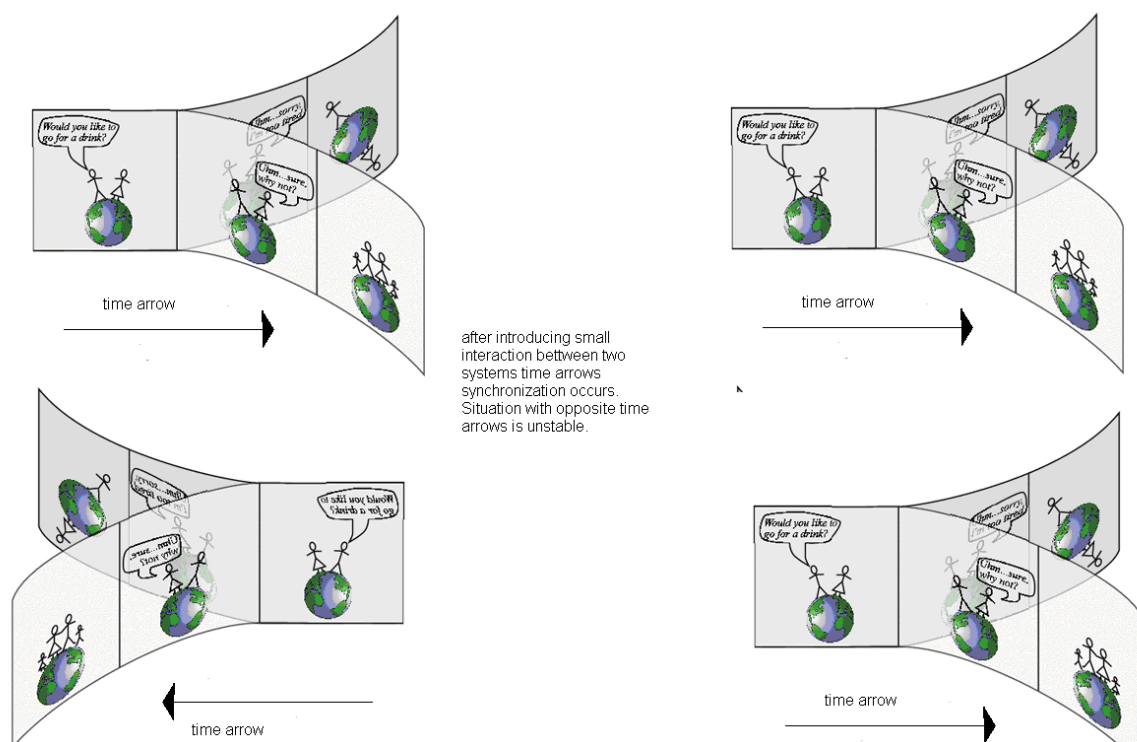 Would you like to
go for a drink?
Uhm...sorry,
I'm too tired
Uhm...sure,
why not?
time arrow
Would you like to
go for a drink?
Uhm...sorry,
I'm too tired
Uhm...sure,
why not?
time arrow
after introducing small
interaction bettween two
systems time arrows
synchronization occurs.
Situation with opposite time
arrows is unstable.
Uhm...sorry,
I'm too tired
Uhm...sure,
why not?
Would you like to
go for a drink?
time arrow
Would you like to
go for a drink?
Uhm...sorry,
I'm too tired
Uhm...sure,
why not?
time arrow